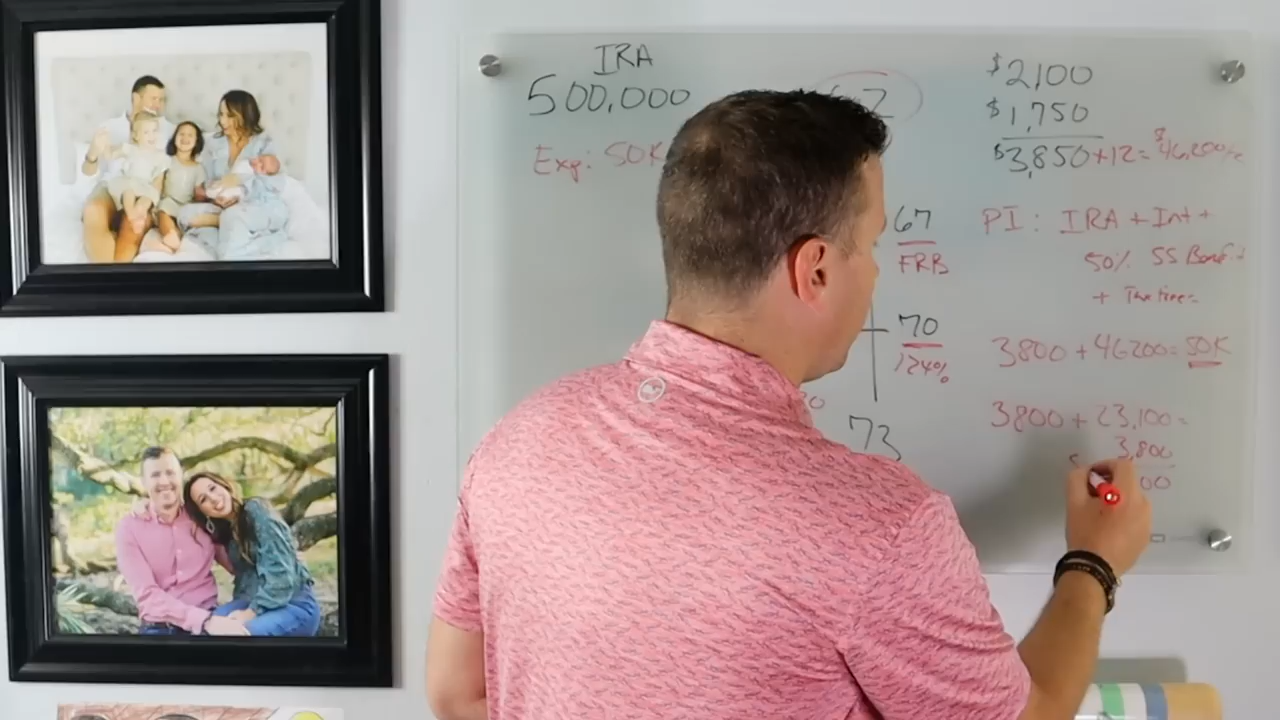 IRA
500,000
Exp: 50K
$2,100
$1,750
$3,850 × 12 = $46,200
67
FRB
70
124%
73
PI: IRA + Int +
50% SS Benefit
+
3800 + 46200 = 50K
3800 + 23,100 =
3,800
00